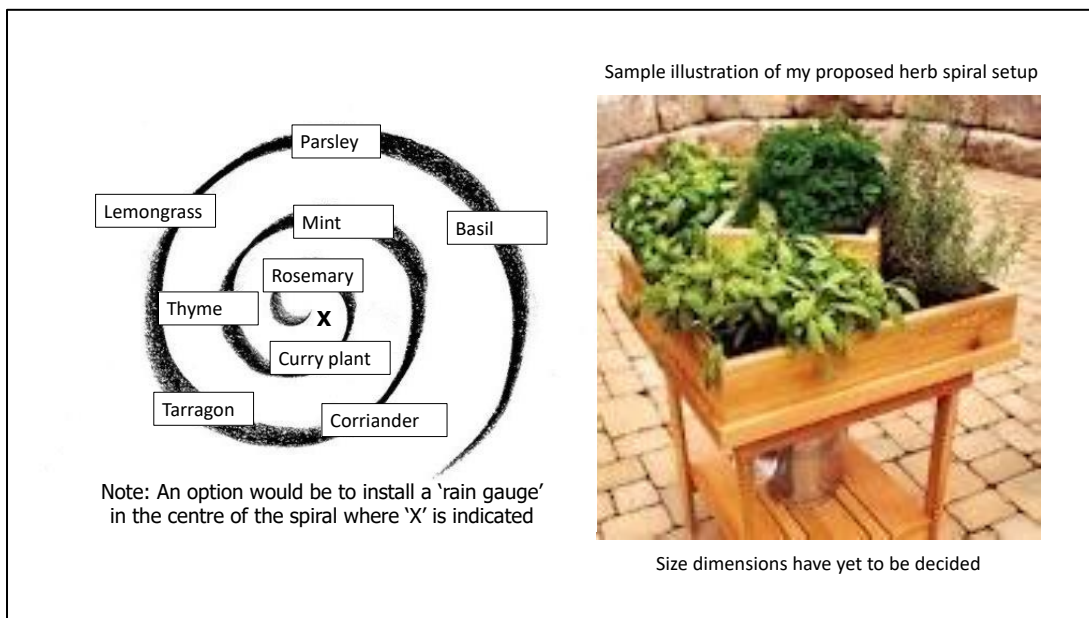 Sample illustration of my proposed herb spiral setup
Parsley
Lemongrass
Mint
Basil
Rosemary
Thyme
X
Curry plant
Tarragon
Corriander
Note: An option would be to install a ‘rain gauge’
in the centre of the spiral where ‘X’ is indicated
Size dimensions have yet to be decided